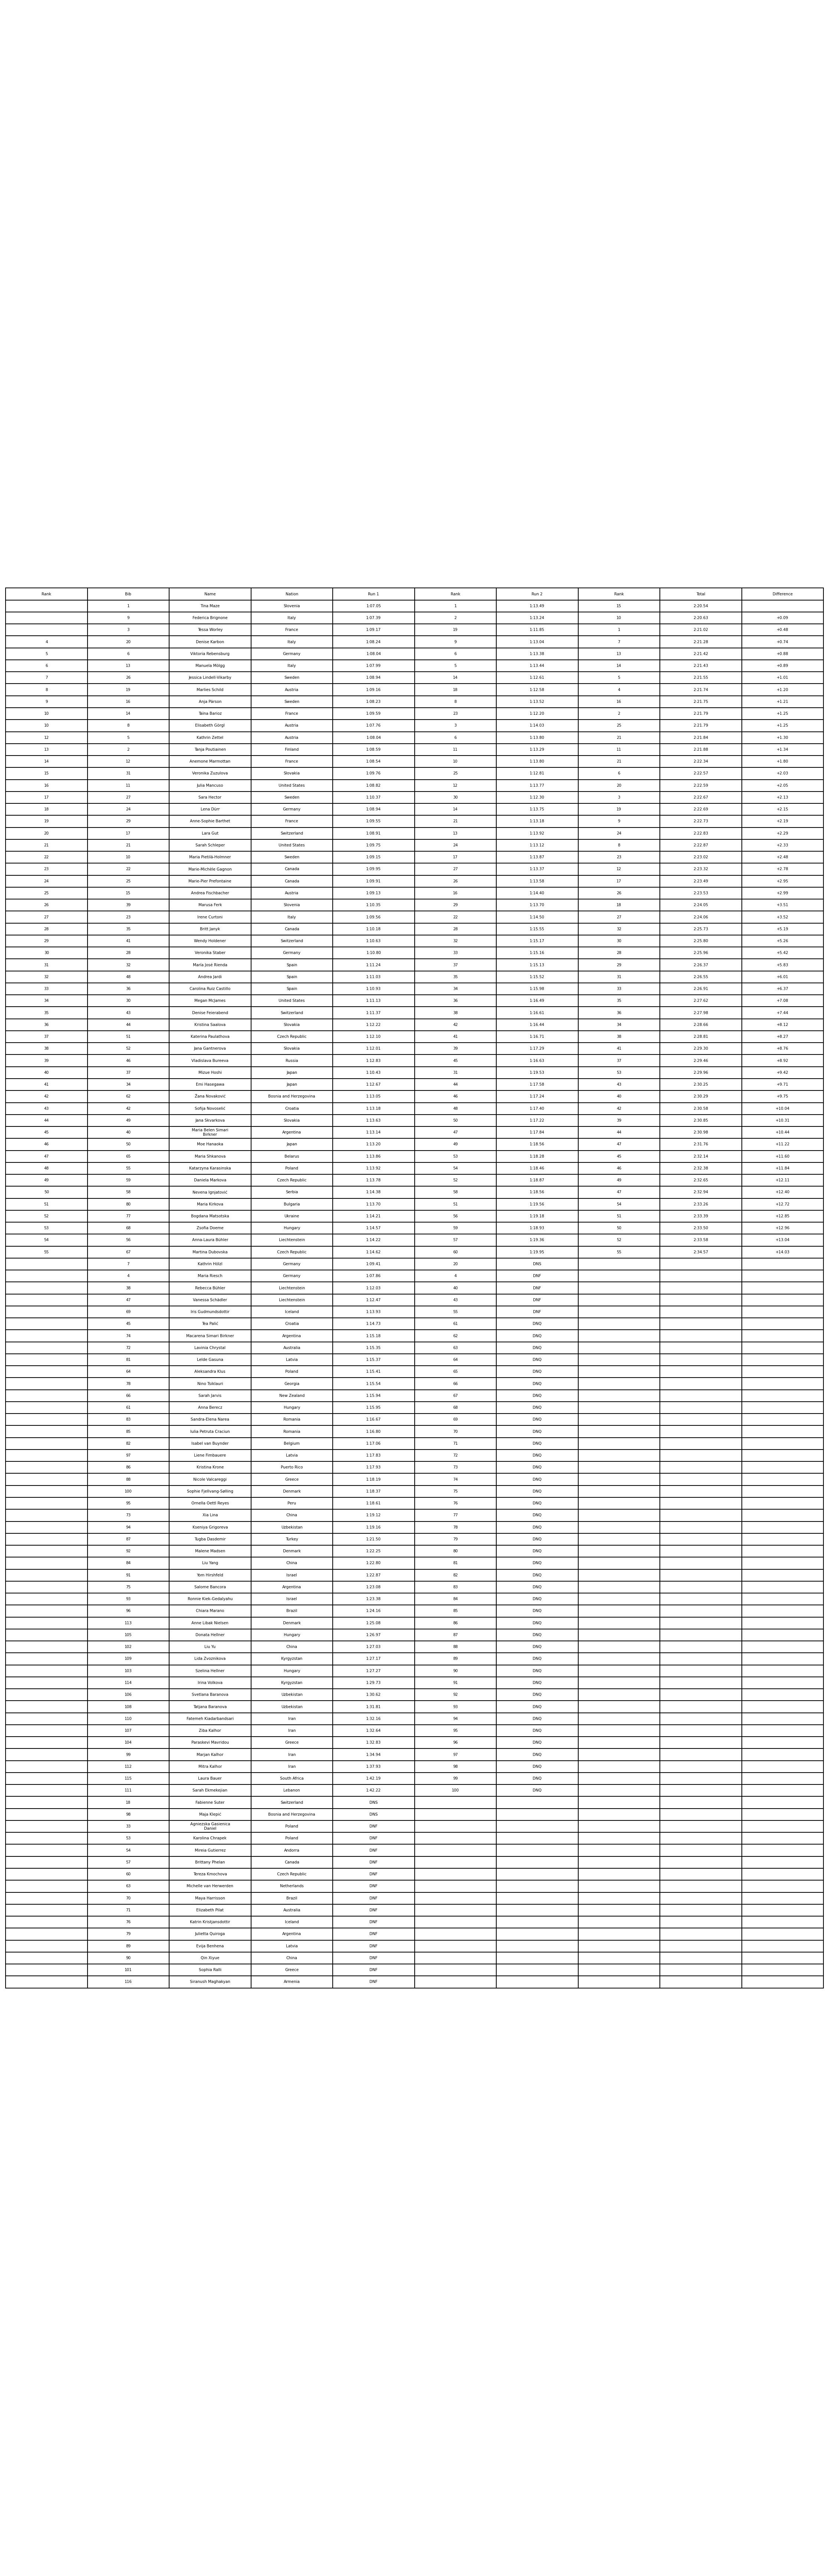 Rank Bib Name Nation Run 1 Rank Run 2 Rank Total Difference
1 Tina Maze Slovenia 1:07.05 1 1:13.49 15 2:20.54
9 Federica Brignone Italy 1:07.39 2 1:13.24 10 2:20.63 +0.09
3 Tessa Worley France 1:09.17 19 1:11.85 1 2:21.02 +0.48
4 20 Denise Karbon Italy 1:08.24 9 1:13.04 7 2:21.28 +0.74
5 6 Viktoria Rebensburg Germany 1:08.04 6 1:13.38 13 2:21.42 +0.88
6 13 Manuela Mölgg Italy 1:07.99 5 1:13.44 14 2:21.43 +0.89
7 26 Jessica Lindell-Vikarby Sweden 1:08.94 14 1:12.61 5 2:21.55 +1.01
8 19 Marlies Schild Austria 1:09.16 18 1:12.58 4 2:21.74 +1.20
9 16 Anja Pärson Sweden 1:08.23 8 1:13.52 16 2:21.75 +1.21
10 14 Taïna Barioz France 1:09.59 23 1:12.20 2 2:21.79 +1.25
10 8 Elisabeth Görgl Austria 1:07.76 3 1:14.03 25 2:21.79 +1.25
12 5 Kathrin Zettel Austria 1:08.04 6 1:13.80 21 2:21.84 +1.30
13 2 Tanja Poutiainen Finland 1:08.59 11 1:13.29 11 2:21.88 +1.34
14 12 Anemone Marmottan France 1:08.54 10 1:13.80 21 2:22.34 +1.80
15 31 Veronika Zuzulova Slovakia 1:09.76 25 1:12.81 6 2:22.57 +2.03
16 11 Julia Mancuso United States 1:08.82 12 1:13.77 20 2:22.59 +2.05
17 27 Sara Hector Sweden 1:10.37 30 1:12.30 3 2:22.67 +2.13
18 24 Lena Dürr Germany 1:08.94 14 1:13.75 19 2:22.69 +2.15
19 29 Anne-Sophie Barthet France 1:09.55 21 1:13.18 9 2:22.73 +2.19
20 17 Lara Gut Switzerland 1:08.91 13 1:13.92 24 2:22.83 +2.29
21 21 Sarah Schleper United States 1:09.75 24 1:13.12 8 2:22.87 +2.33
22 10 Maria Pietilä-Holmner Sweden 1:09.15 17 1:13.87 23 2:23.02 +2.48
23 22 Marie-Michèle Gagnon Canada 1:09.95 27 1:13.37 12 2:23.32 +2.78
24 25 Marie-Pier Prefontaine Canada 1:09.91 26 1:13.58 17 2:23.49 +2.95
25 15 Andrea Fischbacher Austria 1:09.13 16 1:14.40 26 2:23.53 +2.99
26 39 Marusa Ferk Slovenia 1:10.35 29 1:13.70 18 2:24.05 +3.51
27 23 Irene Curtoni Italy 1:09.56 22 1:14.50 27 2:24.06 +3.52
28 35 Britt Janyk Canada 1:10.18 28 1:15.55 32 2:25.73 +5.19
29 41 Wendy Holdener Switzerland 1:10.63 32 1:15.17 30 2:25.80 +5.26
30 28 Veronika Staber Germany 1:10.80 33 1:15.16 28 2:25.96 +5.42
31 32 María José Rienda Spain 1:11.24 37 1:15.13 29 2:26.37 +5.83
32 48 Andrea Jardi Spain 1:11.03 35 1:15.52 31 2:26.55 +6.01
33 36 Carolina Ruiz Castillo Spain 1:10.93 34 1:15.98 33 2:26.91 +6.37
34 30 Megan McJames United States 1:11.13 36 1:16.49 35 2:27.62 +7.08
35 43 Denise Feierabend Switzerland 1:11.37 38 1:16.61 36 2:27.98 +7.44
36 44 Kristina Saalova Slovakia 1:12.22 42 1:16.44 34 2:28.66 +8.12
37 51 Katerina Paulathova Czech Republic 1:12.10 41 1:16.71 38 2:28.81 +8.27
38 52 Jana Gantnerova Slovakia 1:12.01 39 1:17.29 41 2:29.30 +8.76
39 46 Vladislava Bureeva Russia 1:12.83 45 1:16.63 37 2:29.46 +8.92
40 37 Mizue Hoshi Japan 1:10.43 31 1:19.53 53 2:29.96 +9.42
41 34 Emi Hasegawa Japan 1:12.67 44 1:17.58 43 2:30.25 +9.71
42 62 Žana Novaković Bosnia and Herzegovina 1:13.05 46 1:17.24 40 2:30.29 +9.75
43 42 Sofija Novoselić Croatia 1:13.18 48 1:17.40 42 2:30.58 +10.04
44 49 Jana Skvarkova Slovakia 1:13.63 50 1:17.22 39 2:30.85 +10.31
45 40 Maria Belen Simari
Birkner Argentina 1:13.14 47 1:17.84 44 2:30.98 +10.44
46 50 Moe Hanaoka Japan 1:13.20 49 1:18.56 47 2:31.76 +11.22
47 65 Maria Shkanova Belarus 1:13.86 53 1:18.28 45 2:32.14 +11.60
48 55 Katarzyna Karasinska Poland 1:13.92 54 1:18.46 46 2:32.38 +11.84
49 59 Daniela Markova Czech Republic 1:13.78 52 1:18.87 49 2:32.65 +12.11
50 58 Nevena Ignjatović Serbia 1:14.38 58 1:18.56 47 2:32.94 +12.40
51 80 Maria Kirkova Bulgaria 1:13.70 51 1:19.56 54 2:33.26 +12.72
52 77 Bogdana Matsotska Ukraine 1:14.21 56 1:19.18 51 2:33.39 +12.85
53 68 Zsofia Doeme Hungary 1:14.57 59 1:18.93 50 2:33.50 +12.96
54 56 Anna-Laura Bühler Liechtenstein 1:14.22 57 1:19.36 52 2:33.58 +13.04
55 67 Martina Dubovska Czech Republic 1:14.62 60 1:19.95 55 2:34.57 +14.03
7 Kathrin Hölzl Germany 1:09.41 20 DNS
4 Maria Riesch Germany 1:07.86 4 DNF
38 Rebecca Bühler Liechtenstein 1:12.03 40 DNF
47 Vanessa Schädler Liechtenstein 1:12.47 43 DNF
69 Iris Gudmundsdottir Iceland 1:13.93 55 DNF
45 Tea Palić Croatia 1:14.73 61 DNQ
74 Macarena Simari Birkner Argentina 1:15.18 62 DNQ
72 Lavinia Chrystal Australia 1:15.35 63 DNQ
81 Lelde Gasuna Latvia 1:15.37 64 DNQ
64 Aleksandra Klus Poland 1:15.41 65 DNQ
78 Nino Tsiklauri Georgia 1:15.54 66 DNQ
66 Sarah Jarvis New Zealand 1:15.94 67 DNQ
61 Anna Berecz Hungary 1:15.95 68 DNQ
83 Sandra-Elena Narea Romania 1:16.67 69 DNQ
85 Iulia Petruta Craciun Romania 1:16.80 70 DNQ
82 Isabel van Buynder Belgium 1:17.06 71 DNQ
97 Liene Fimbauere Latvia 1:17.83 72 DNQ
86 Kristina Krone Puerto Rico 1:17.93 73 DNQ
88 Nicole Valcareggi Greece 1:18.19 74 DNQ
100 Sophie Fjellvang-Sølling Denmark 1:18.37 75 DNQ
95 Ornella Oettl Reyes Peru 1:18.61 76 DNQ
73 Xia Lina China 1:19.12 77 DNQ
94 Kseniya Grigoreva Uzbekistan 1:19.16 78 DNQ
87 Tugba Dasdemir Turkey 1:21.50 79 DNQ
92 Malene Madsen Denmark 1:22.25 80 DNQ
84 Liu Yang China 1:22.80 81 DNQ
91 Yom Hirshfeld Israel 1:22.87 82 DNQ
75 Salome Bancora Argentina 1:23.08 83 DNQ
93 Ronnie Kiek-Gedalyahu Israel 1:23.38 84 DNQ
96 Chiara Marano Brazil 1:24.16 85 DNQ
113 Anne Libak Nielsen Denmark 1:25.08 86 DNQ
105 Donata Hellner Hungary 1:26.97 87 DNQ
102 Liu Yu China 1:27.03 88 DNQ
109 Lida Zvoznikova Kyrgyzstan 1:27.17 89 DNQ
103 Szelina Hellner Hungary 1:27.27 90 DNQ
114 Irina Volkova Kyrgyzstan 1:29.73 91 DNQ
106 Svetlana Baranova Uzbekistan 1:30.62 92 DNQ
108 Tatjana Baranova Uzbekistan 1:31.81 93 DNQ
110 Fatemeh Kiadarbandsari Iran 1:32.16 94 DNQ
107 Ziba Kalhor Iran 1:32.64 95 DNQ
104 Paraskevi Mavridou Greece 1:32.83 96 DNQ
99 Marjan Kalhor Iran 1:34.94 97 DNQ
112 Mitra Kalhor Iran 1:37.93 98 DNQ
115 Laura Bauer South Africa 1:42.19 99 DNQ
111 Sarah Ekmekejian Lebanon 1:42.22 100 DNQ
18 Fabienne Suter Switzerland DNS
98 Maja Klepić Bosnia and Herzegovina DNS
33 Agnieszka Gasienica
Daniel Poland DNF
53 Karolina Chrapek Poland DNF
54 Mireia Gutierrez Andorra DNF
57 Brittany Phelan Canada DNF
60 Tereza Kmochova Czech Republic DNF
63 Michelle van Herwerden Netherlands DNF
70 Maya Harrisson Brazil DNF
71 Elizabeth Pilat Australia DNF
76 Katrin Kristjansdottir Iceland DNF
79 Julietta Quiroga Argentina DNF
89 Evija Benhena Latvia DNF
90 Qin Xiyue China DNF
101 Sophia Ralli Greece DNF
116 Siranush Maghakyan Armenia DNF